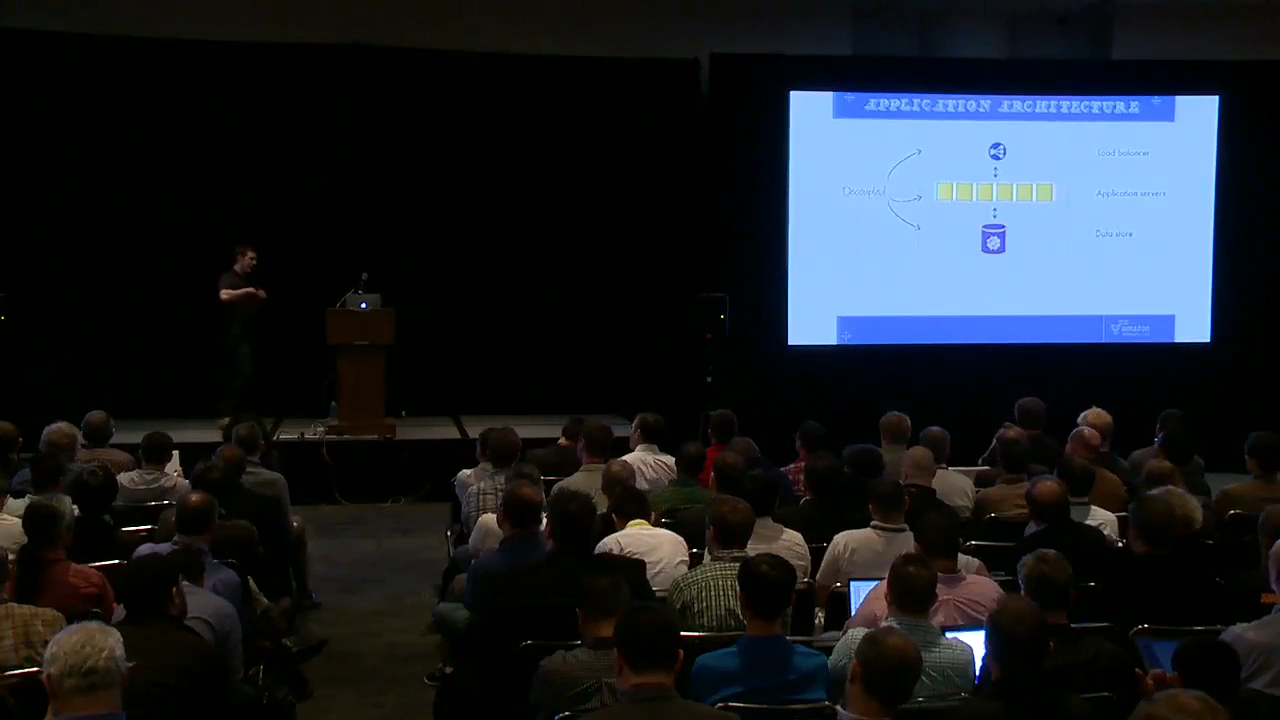 APPLICATION ARCHITECTURE
Load balancer
Decoupled
Application servers
Data store
amazon